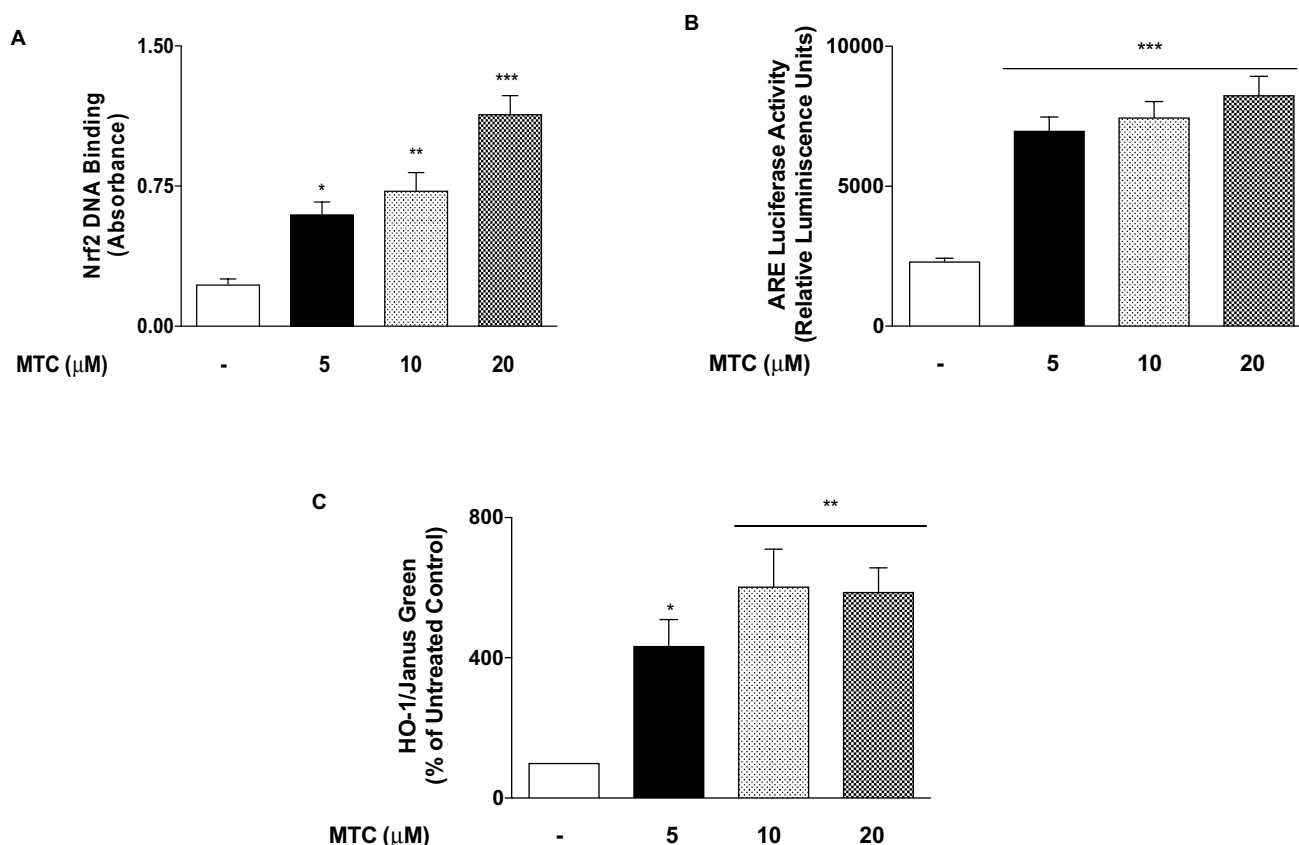 A
1.50
0.75
0.00
Nrf2 DNA Binding
(Absorbance)
*
**
***
MTC (μM)
- 5 10 20
B
10000
5000
0
ARE Luciferase Activity
(Relative Luminiscence Units)
***
MTC (μM)
- 5 10 20
C
800
400
0
HO-1/Janus Green
(% of Untreated Control)
*
**
MTC (μM)
- 5 10 20